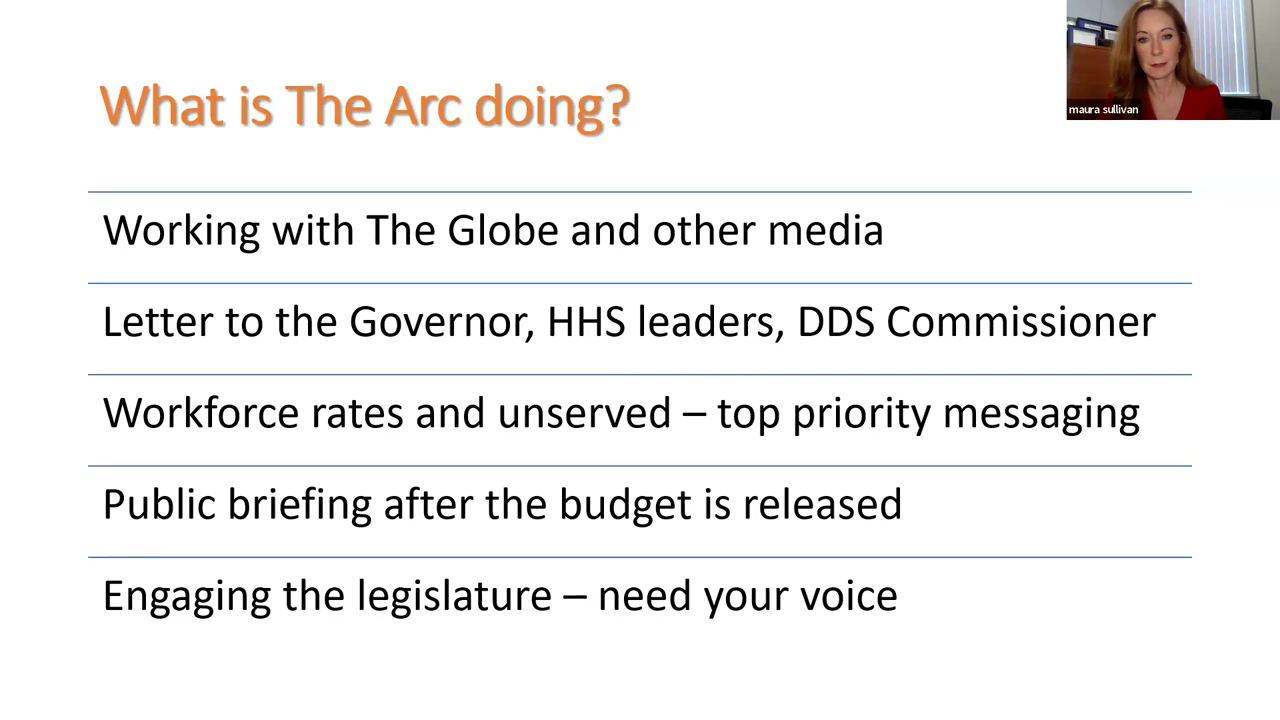 What is The Arc doing?
maura sullivan
Working with The Globe and other media
Letter to the Governor, HHS leaders, DDS Commissioner
Workforce rates and unserved – top priority messaging
Public briefing after the budget is released
Engaging the legislature – need your voice